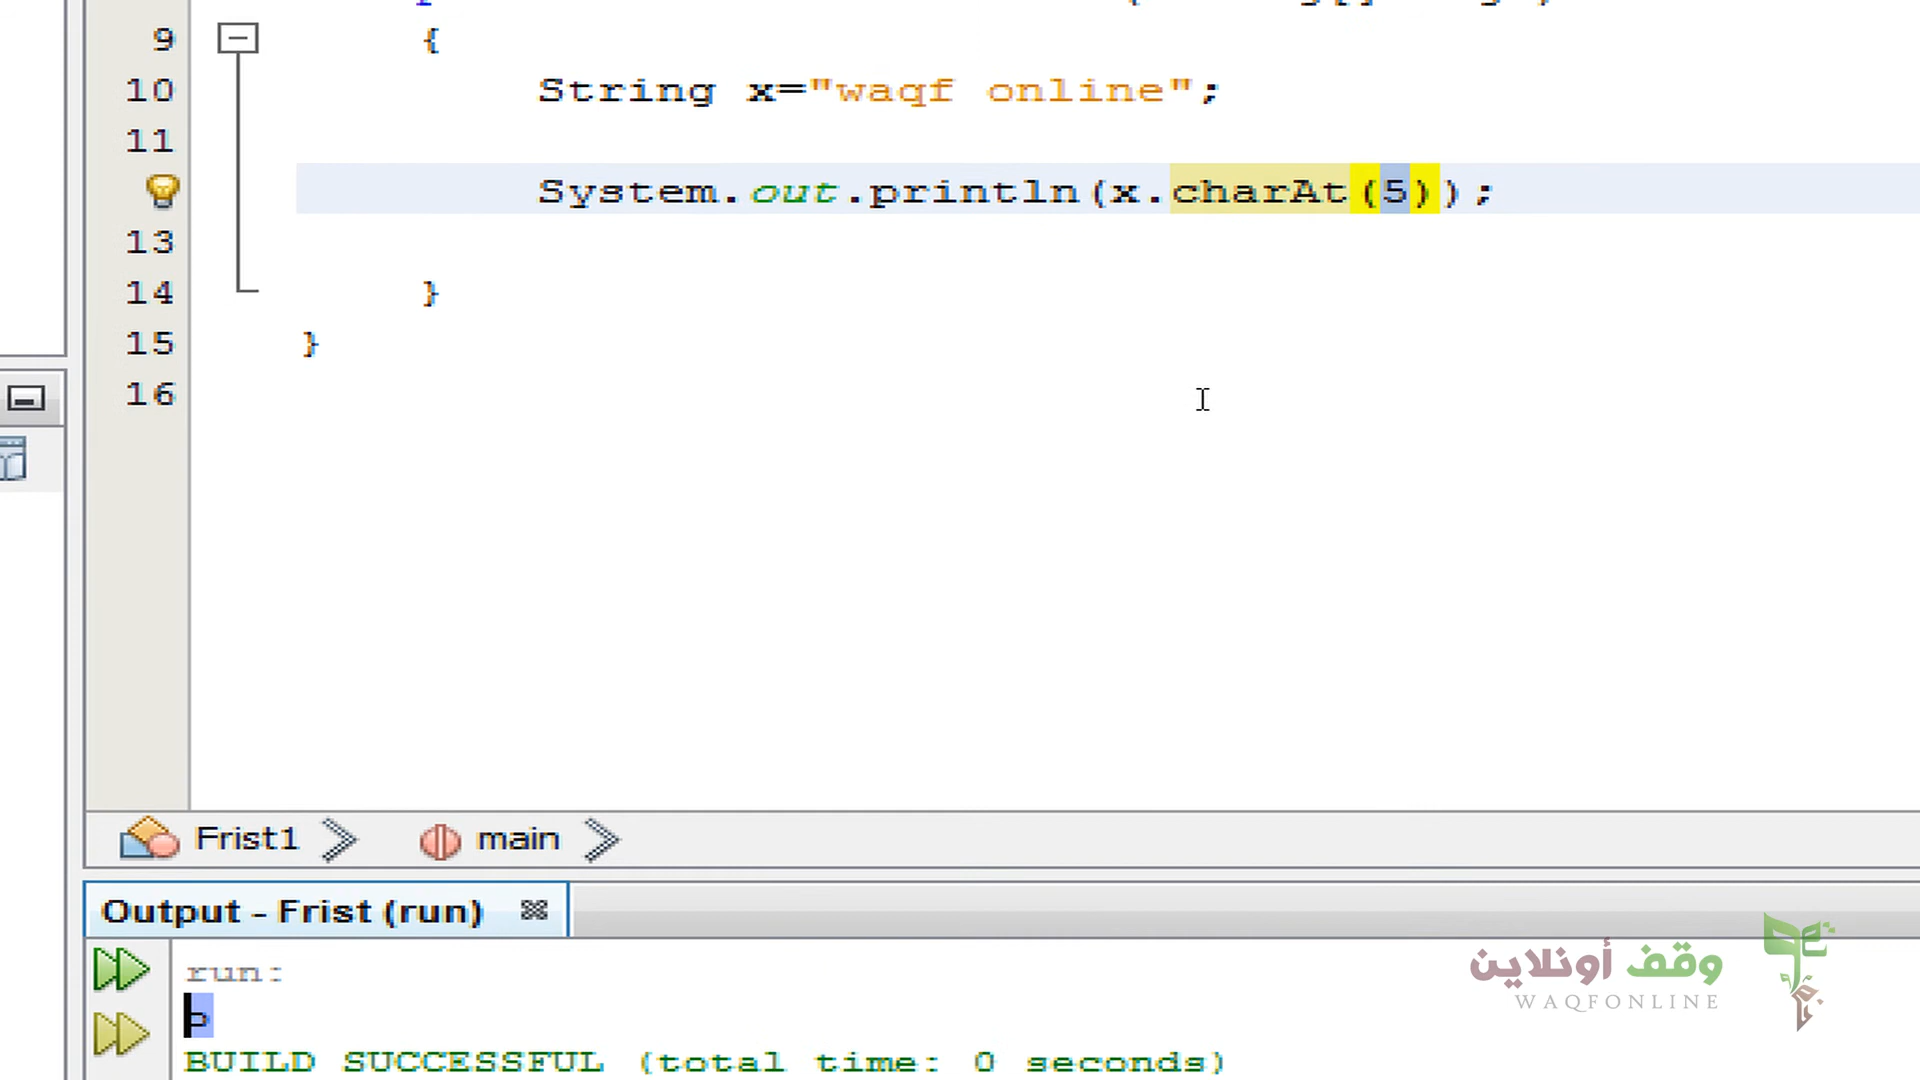 9 {
10 String x="waqf online";
11
System.out.println(x.charAt(5));
13
14 }
15 }
16
Frist1 main
Output - Frist (run)
run:
o
BUILD SUCCESSFUL (total time: 0 seconds)
وقف أونلاين
WAQFONLINE